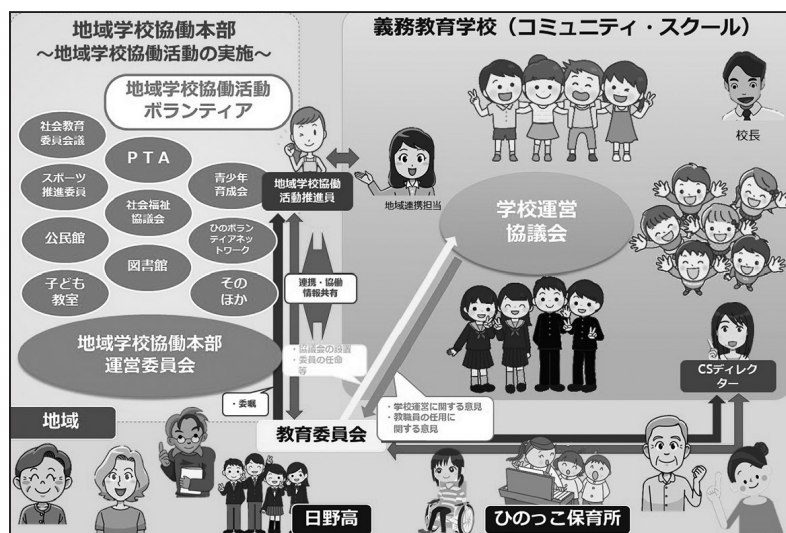 地域学校協働本部
～地域学校協働活動の実施～
地域学校協働活動
ボランティア
社会教育
委員会議
PTA
スポーツ
推進委員
社会福祉
協議会
青少年
育成会
公民館
図書館
ひのボラン
ティアネッ
トワーク
子ども
教室
そのほか
地域学校協働本部
運営委員会
地域学校協働
活動推進員
地域連携担当
連携・協働
情報共有
義務教育学校（コミュニティ・スクール）
校長
学校運営
協議会
CSディレク
ター
・協議会の設置
・委員の任命
等
・委嘱
・学校運営に関する意見
・教職員の任用に
関する意見
教育委員会
地域
日野高
ひのっこ保育所